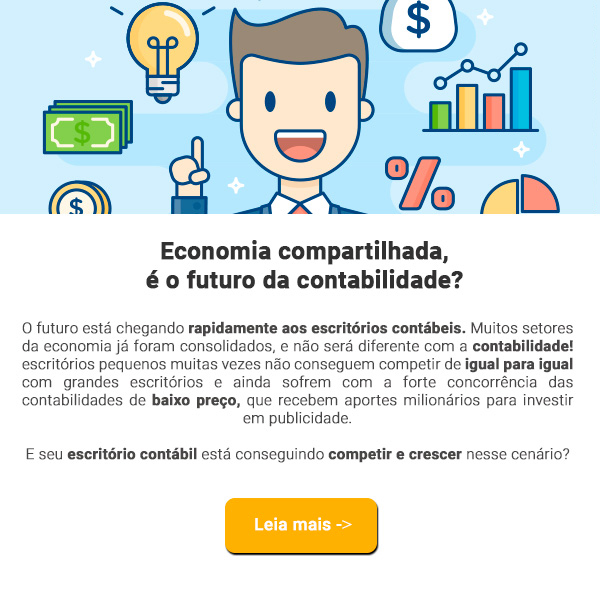 $
$
$
%
Economia compartilhada,
é o futuro da contabilidade?
O futuro está chegando rapidamente aos escritórios contábeis. Muitos setores
da economia já foram consolidados, e não será diferente com a contabilidade!
escritórios pequenos muitas vezes não conseguem competir de igual para igual
com grandes escritórios e ainda sofrem com a forte concorrência das
contabilidades de baixo preço, que recebem aportes milionários para investir
em publicidade.
E seu escritório contábil está conseguindo competir e crescer nesse cenário?
Leia mais ->